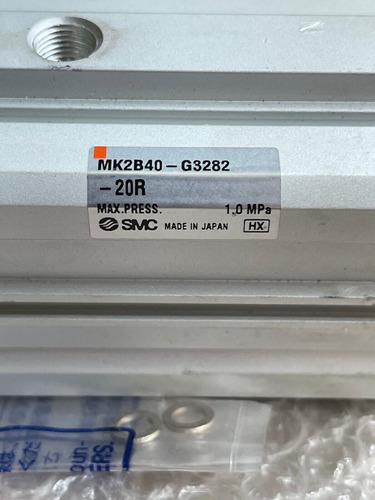 MK2B40-G3282
-20R
MAX.PRESS. 1.0 MPa
SMC MADE IN JAPAN HX